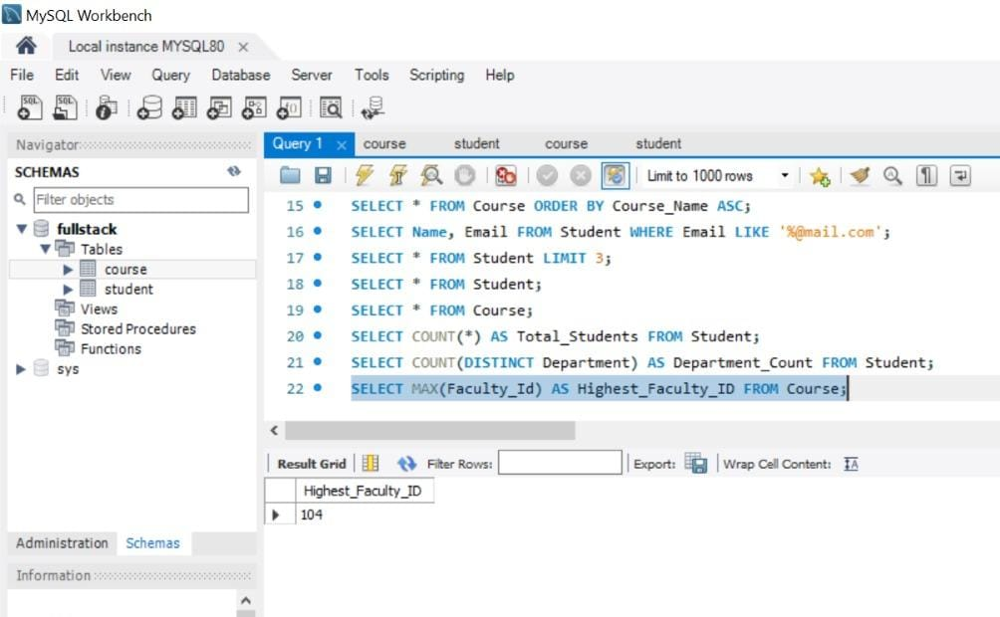 MySQL Workbench
Local instance MYSQL80
File Edit View Query Database Server Tools Scripting Help
Navigator
SCHEMAS
Filter objects
fullstack
Tables
course
student
Views
Stored Procedures
Functions
sys
Administration Schemas
Information
Query 1 course student course student
Limit to 1000 rows
15 SELECT * FROM Course ORDER BY Course_Name ASC;
16 SELECT Name, Email FROM Student WHERE Email LIKE '%@mail.com';
17 SELECT * FROM Student LIMIT 3;
18 SELECT * FROM Student;
19 SELECT * FROM Course;
20 SELECT COUNT(*) AS Total_Students FROM Student;
21 SELECT COUNT(DISTINCT Department) AS Department_Count FROM Student;
22 SELECT MAX(Faculty_Id) AS Highest_Faculty_ID FROM Course;
Result Grid Filter Rows: Export: Wrap Cell Content:
Highest_Faculty_ID
104